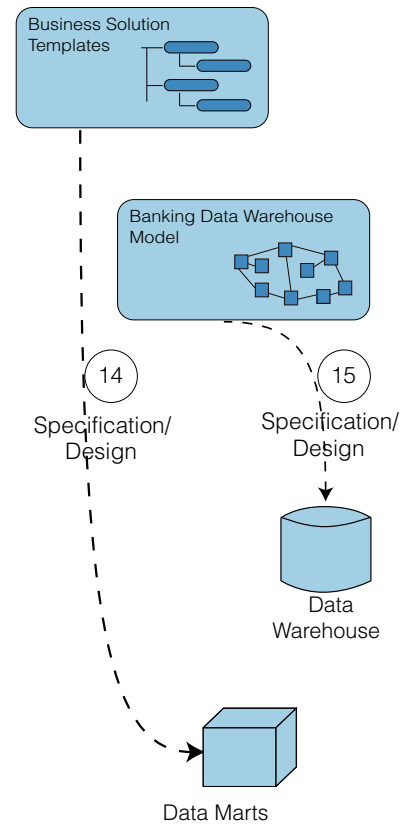 Business Solution
Templates
Banking Data Warehouse
Model
14
Specification/
Design
15
Specification/
Design
Data
Warehouse
Data Marts